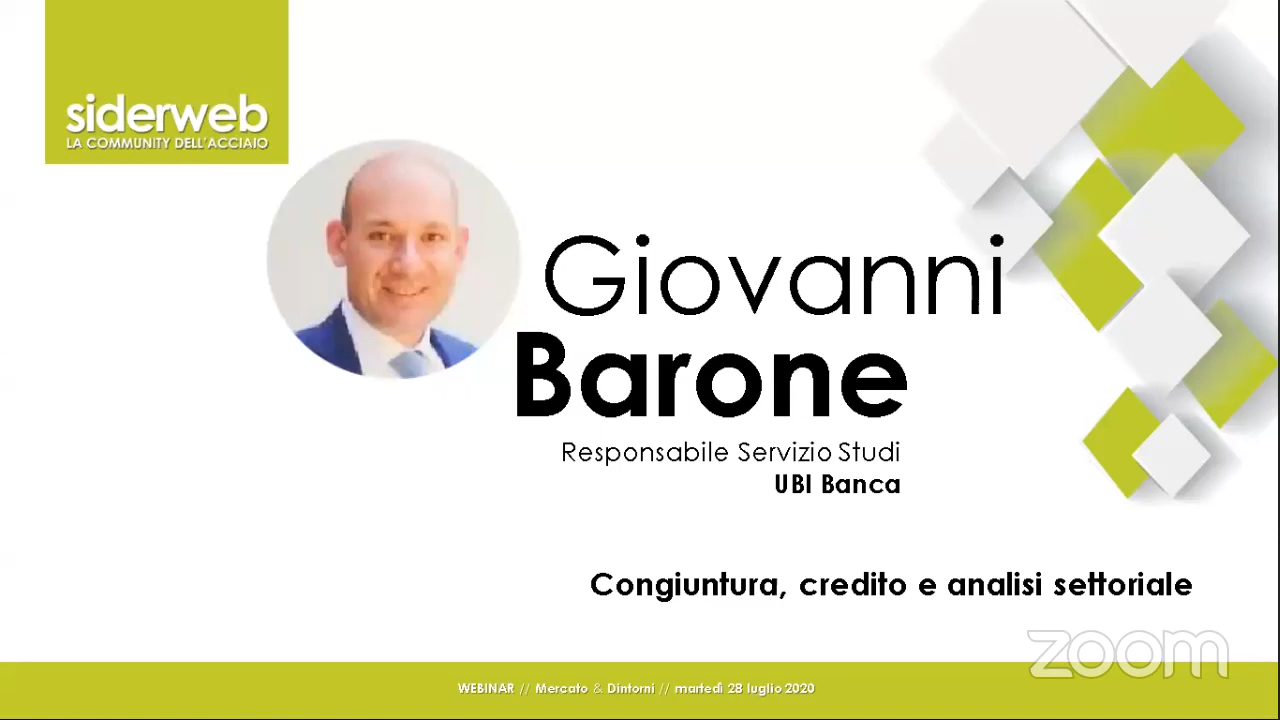 siderweb
LA COMMUNITY DELL'ACCIAIO
Giovanni
Barone
Responsabile Servizio Studi
UBI Banca
Congiuntura, credito e analisi settoriale
zoom
WEBINAR // Mercato & Dintorni // martedì 28 luglio 2020